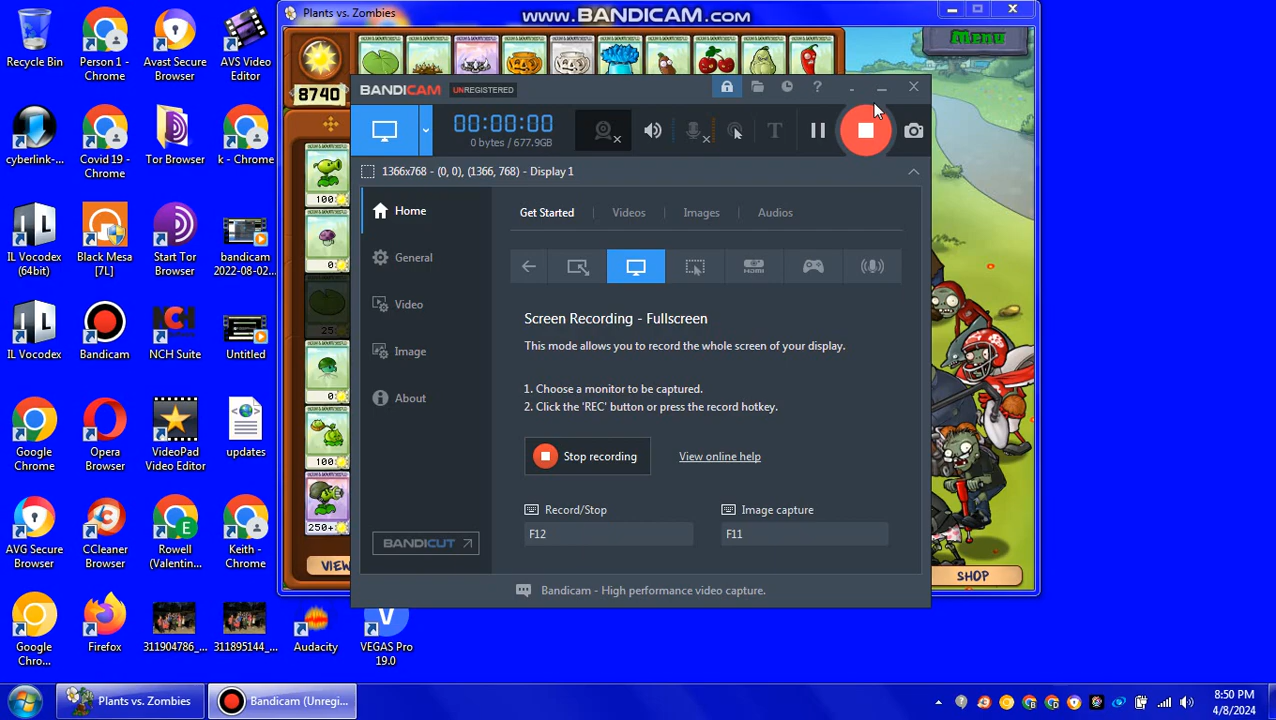 Recycle Bin
Person 1 - Chrome
Avast Secure Browser
AVS Video Editor
cyberlink-...
Covid 19 - Chrome
Tor Browser
k - Chrome
IL Vocodex (64bit)
Black Mesa [7L]
Start Tor Browser
bandicam 2022-08-02...
IL Vocodex
Bandicam
NCH Suite
Untitled
Google Chrome
Opera Browser
VideoPad Video Editor
updates
AVG Secure Browser
CCleaner Browser
Rowell (Valentin...
Keith - Chrome
Google Chro...
Firefox
311904786_...
311895144_...
Audacity
VEGAS Pro 19.0
Plants vs. Zombies
www.BANDICAM.com
Menu
8740
100
0
25
0
100
250+
VIEW
SHOP
BANDICAM UNREGISTERED
00:00:00
0 bytes / 677.9GB
1366x768 - (0, 0), (1366, 768) - Display 1
Home
General
Video
Image
About
BANDICUT
Get Started
Videos
Images
Audios
HDMI
Screen Recording - Fullscreen
This mode allows you to record the whole screen of your display.
1. Choose a monitor to be captured.
2. Click the 'REC' button or press the record hotkey.
Stop recording
View online help
Record/Stop
Image capture
F12
F11
Bandicam - High performance video capture.
Plants vs. Zombies
Bandicam (Unregi...
8:50 PM
4/8/2024